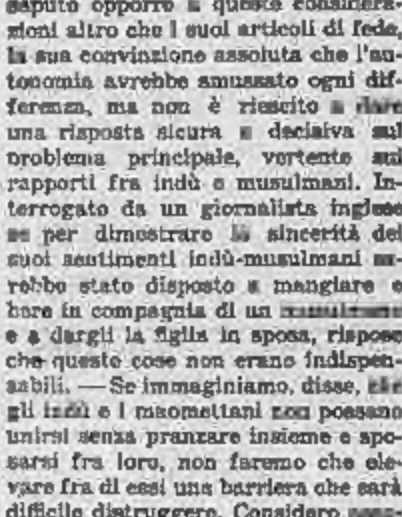 saputo opporre a queste considera-
zioni altro che i suoi articoli di fede,
la sua convinzione assoluta che l'au-
tonomia avrebbe smussato ogni dif-
ferenza, ma non è riescito a dare
una risposta sicura e decisiva sul
problema principale, vertente sui
rapporti fra indù e musulmani. In-
terrogato da un giornalista inglese
se per dimostrare la sincerità dei
suoi sentimenti indù-musulmani sa-
rebbe stato disposto a mangiare e
bere in compagnia di un musulmano
e a dargli la figlia in sposa, rispose
che queste cose non erano indispen-
sabili. — Se immaginiamo, disse, che
gli indù e i maomettani non possano
unirsi senza pranzare insieme e spo-
sarsi fra loro, non faremo che ele-
vare fra di essi una barriera che sarà
difficile distruggere. Considero